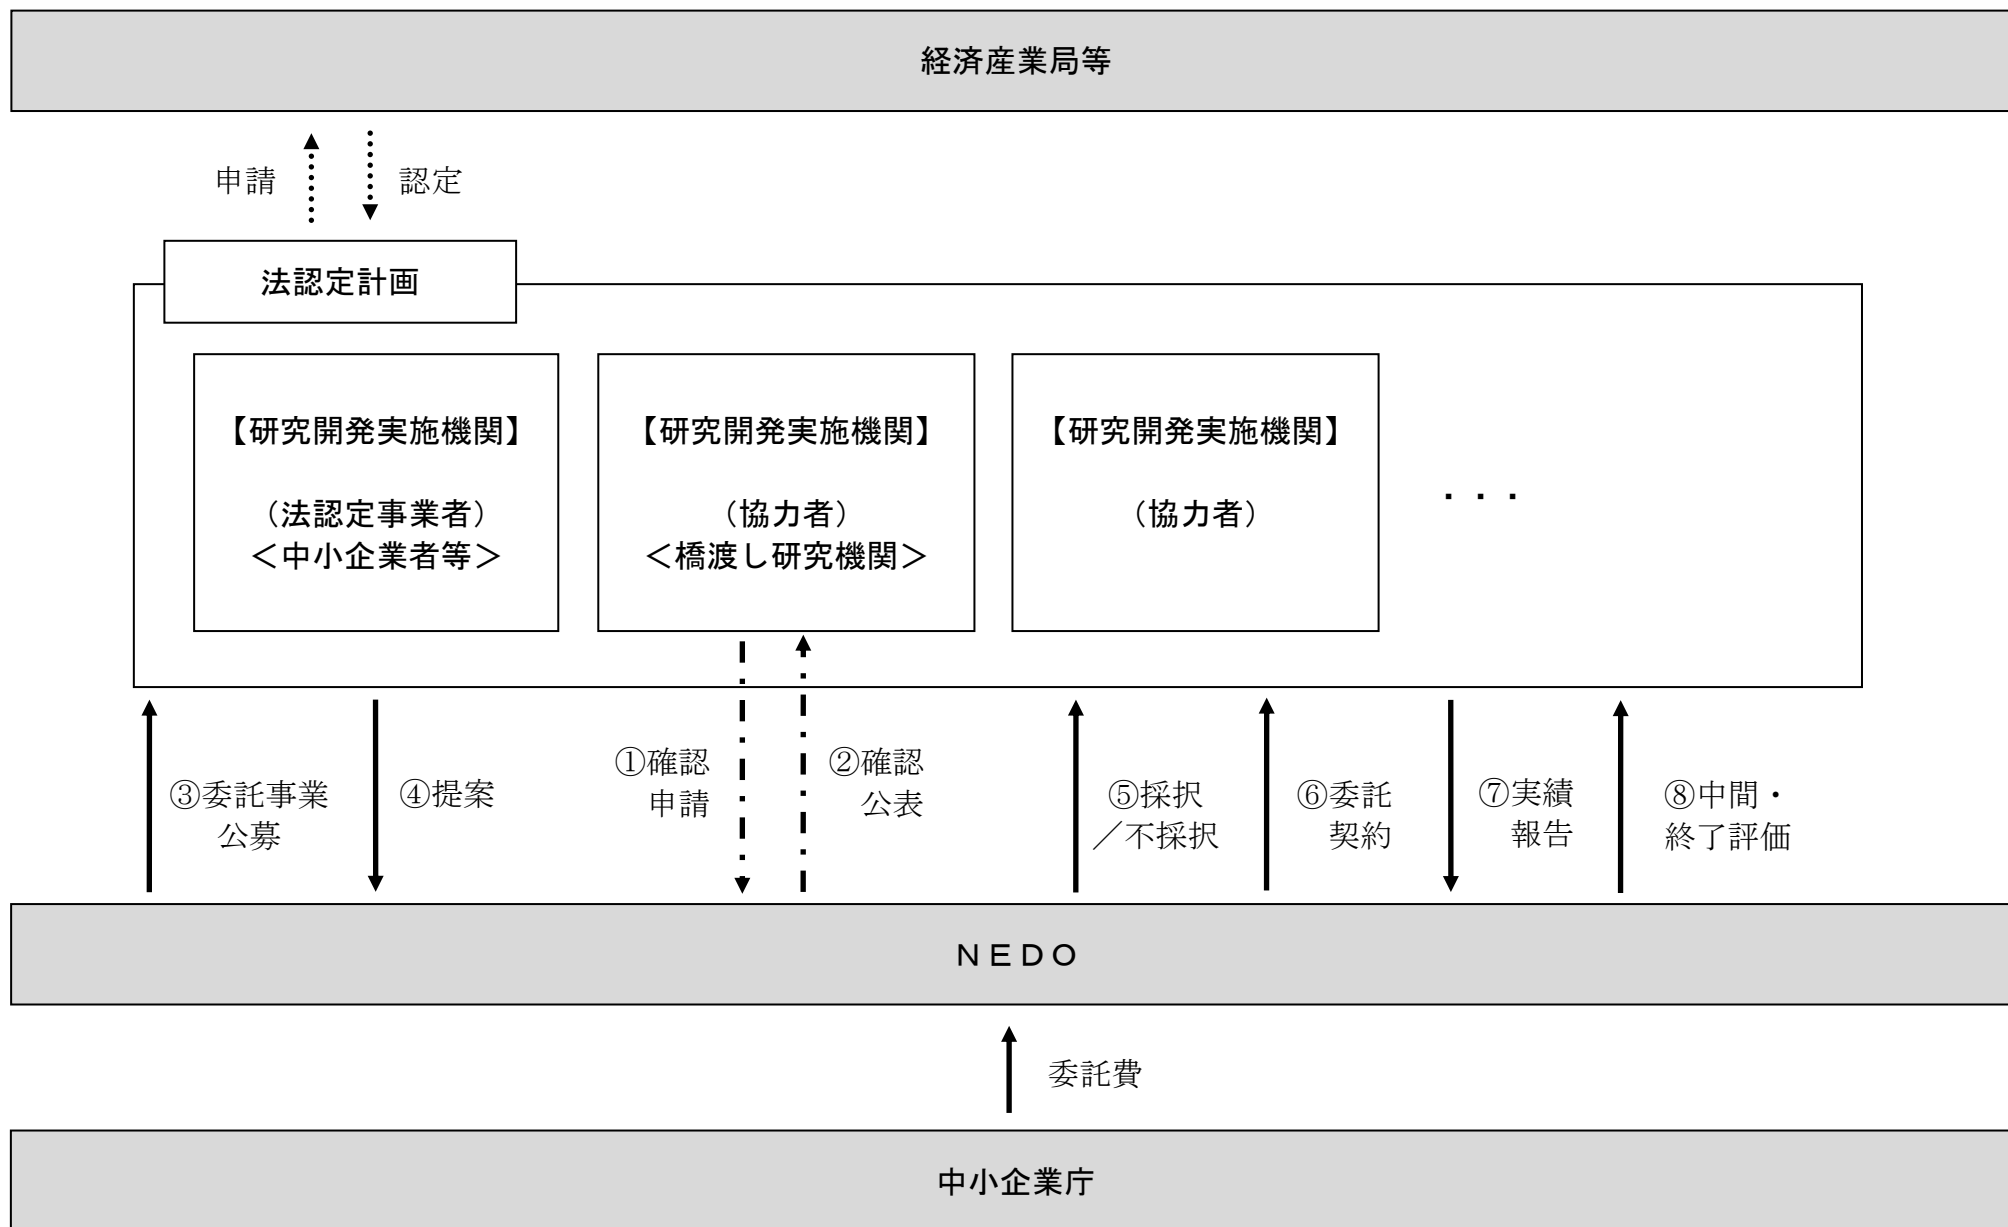 経済産業局等
申請
認定
法認定計画
【研究開発実施機関】
（法認定事業者）
＜中小企業者等＞
【研究開発実施機関】
（協力者）
＜橋渡し研究機関＞
【研究開発実施機関】
（協力者）
・・・
③委託事業
公募
④提案
①確認
申請
②確認
公表
⑤採択
／不採択
⑥委託
契約
⑦実績
報告
⑧中間・
終了評価
ＮＥＤＯ
委託費
中小企業庁